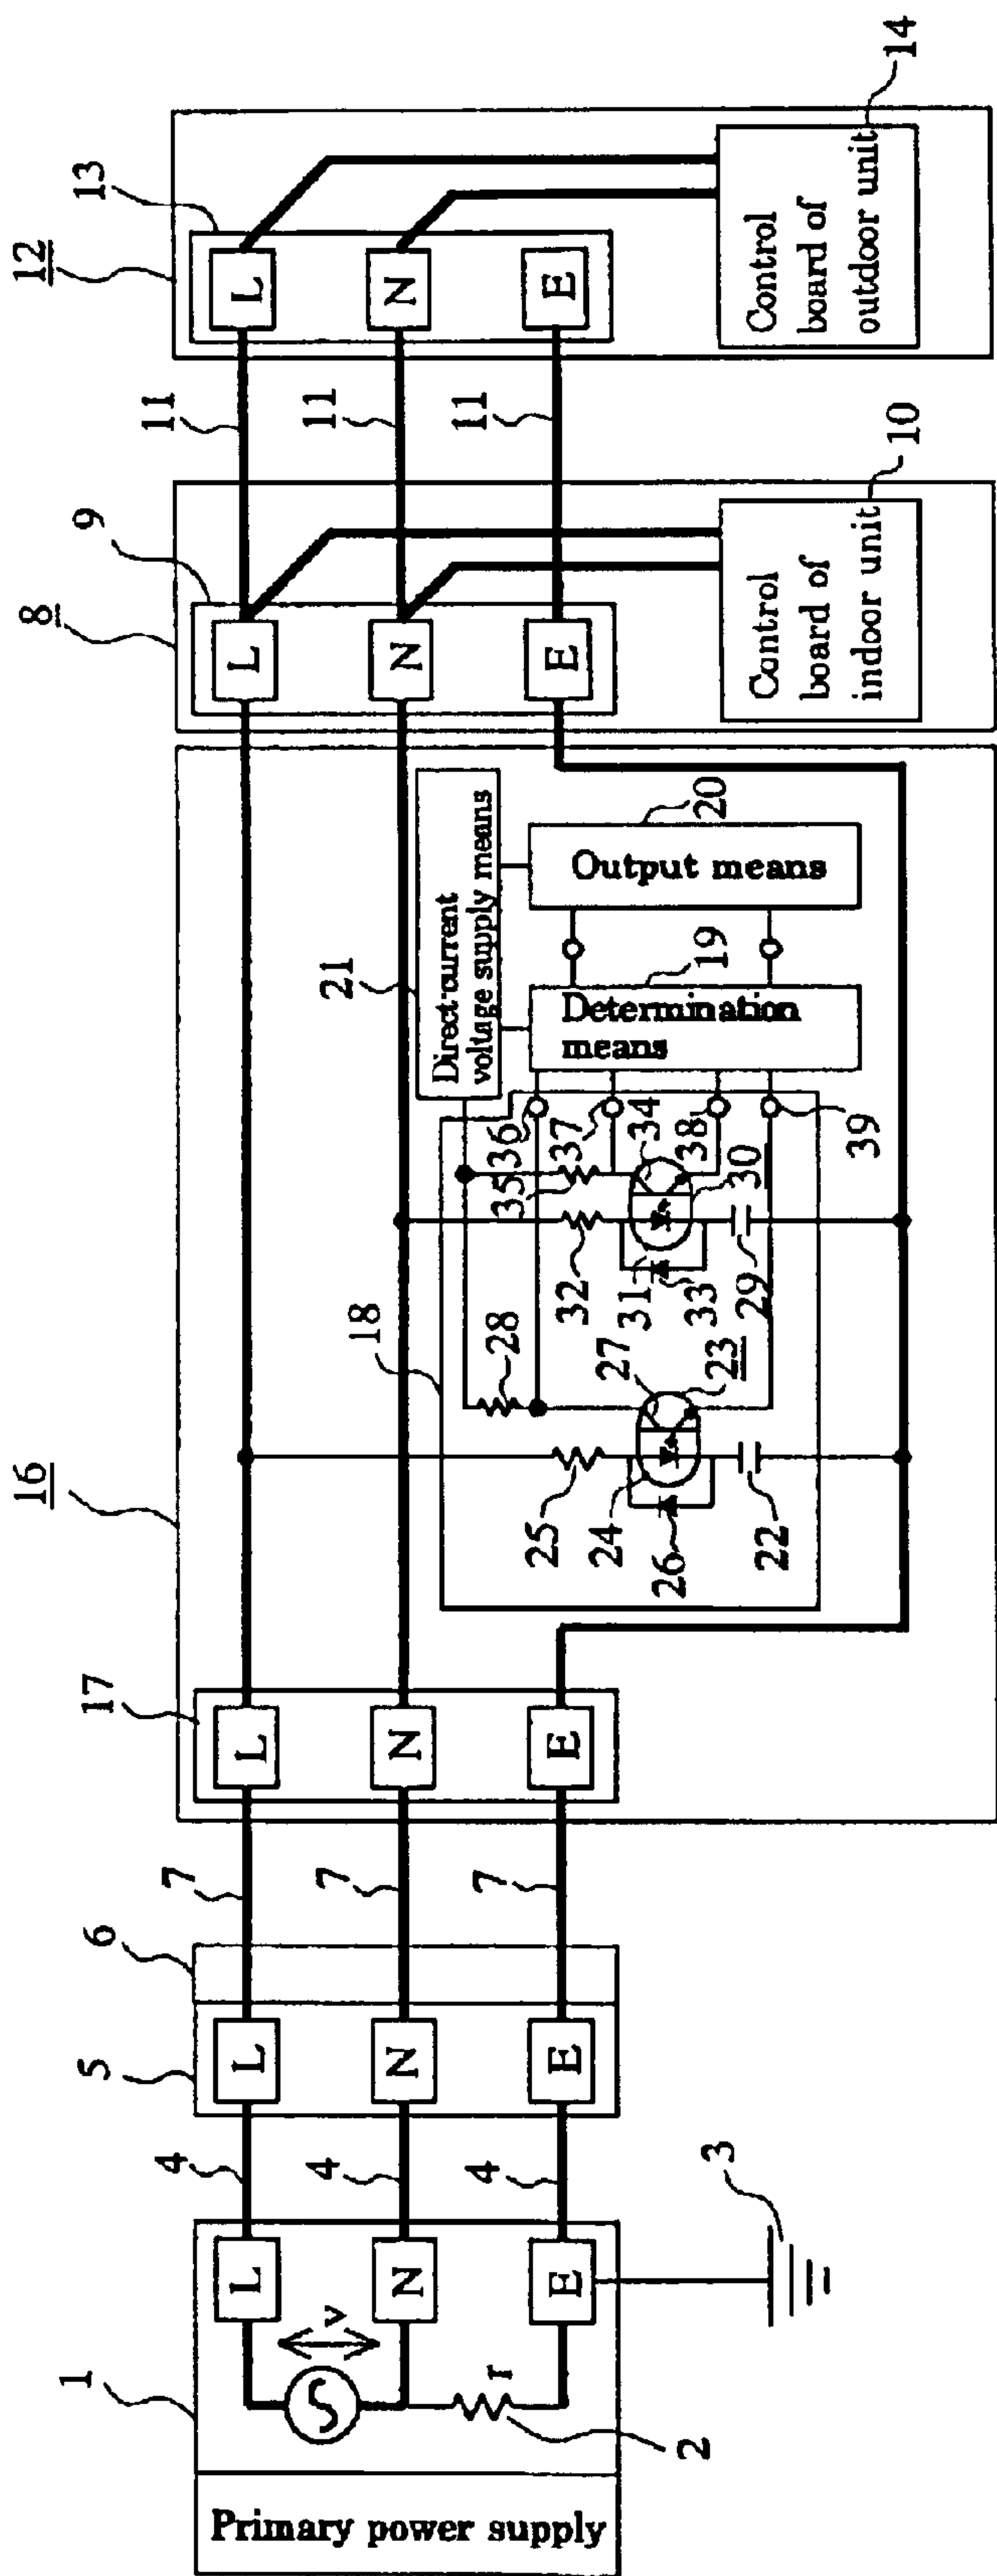 Primary power supply
1
L
N
E
v
r
2
3
4
4
4
5
6
L
N
E
7
7
7
16
17
L
N
E
18
25
24
26
22
27
23
28
32
31
33
29
35
30
34
36
37
38
39
21
Direct-current
voltage supply means
19
Determination
means
20
Output means
8
9
L
N
E
10
Control
board of
indoor unit
11
11
11
12
13
L
N
E
14
Control
board of
outdoor unit